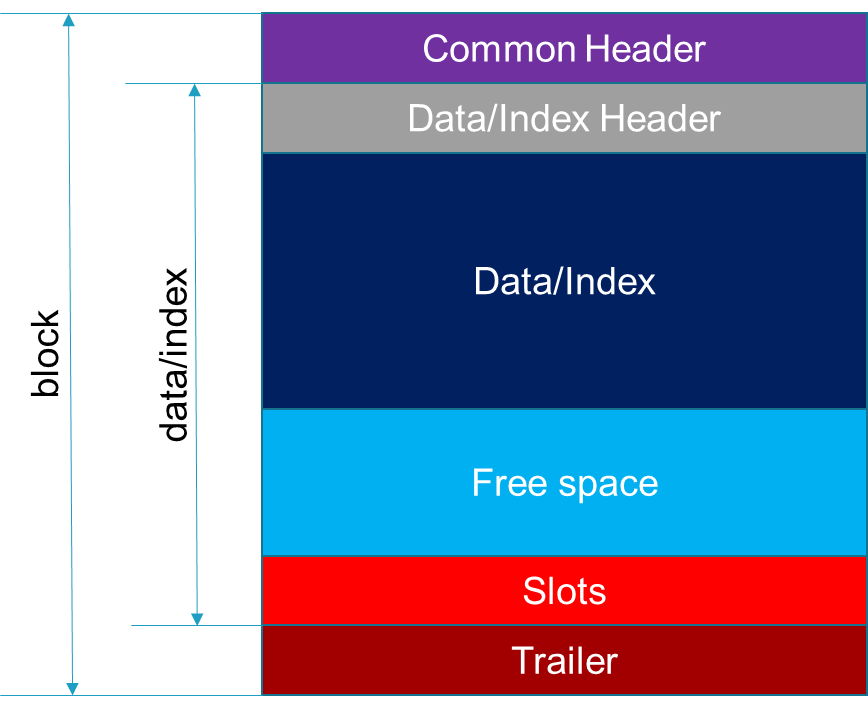 Common Header
Data/Index Header
Data/Index
Free space
Slots
Trailer
block
data/index